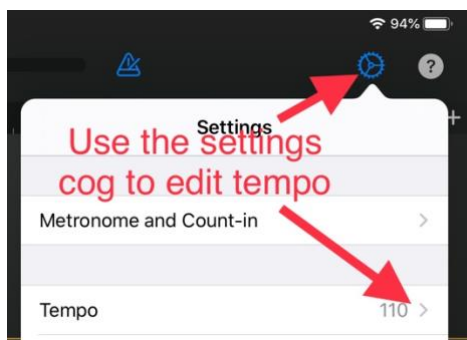 94%
?
Settings
+
Use the settings
cog to edit tempo
Metronome and Count-in
Tempo 110